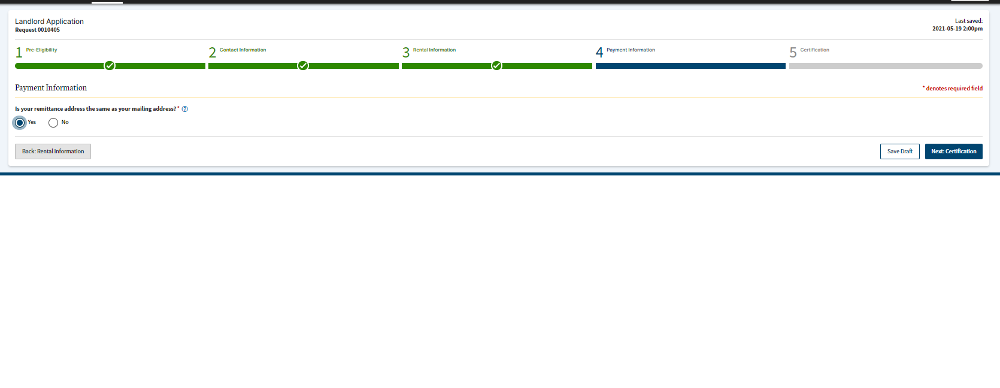 Landlord Application
Request 0010405
Last saved:
2021-05-19 2:00pm
1 Pre-Eligibility
2 Contact Information
3 Rental Information
4 Payment Information
5 Certification
Payment Information
* denotes required field
Is your remittance address the same as your mailing address? * ?
Yes
No
Back: Rental Information
Save Draft
Next: Certification